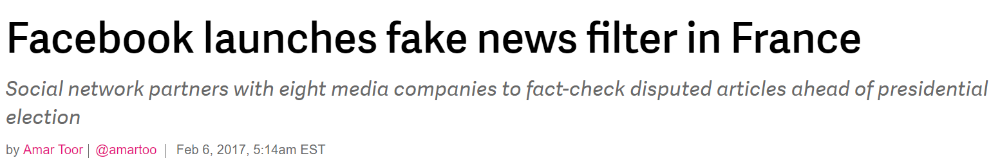 Facebook launches fake news filter in France
Social network partners with eight media companies to fact-check disputed articles ahead of presidential
election
by Amar Toor | @amartoo | Feb 6, 2017, 5:14am EST